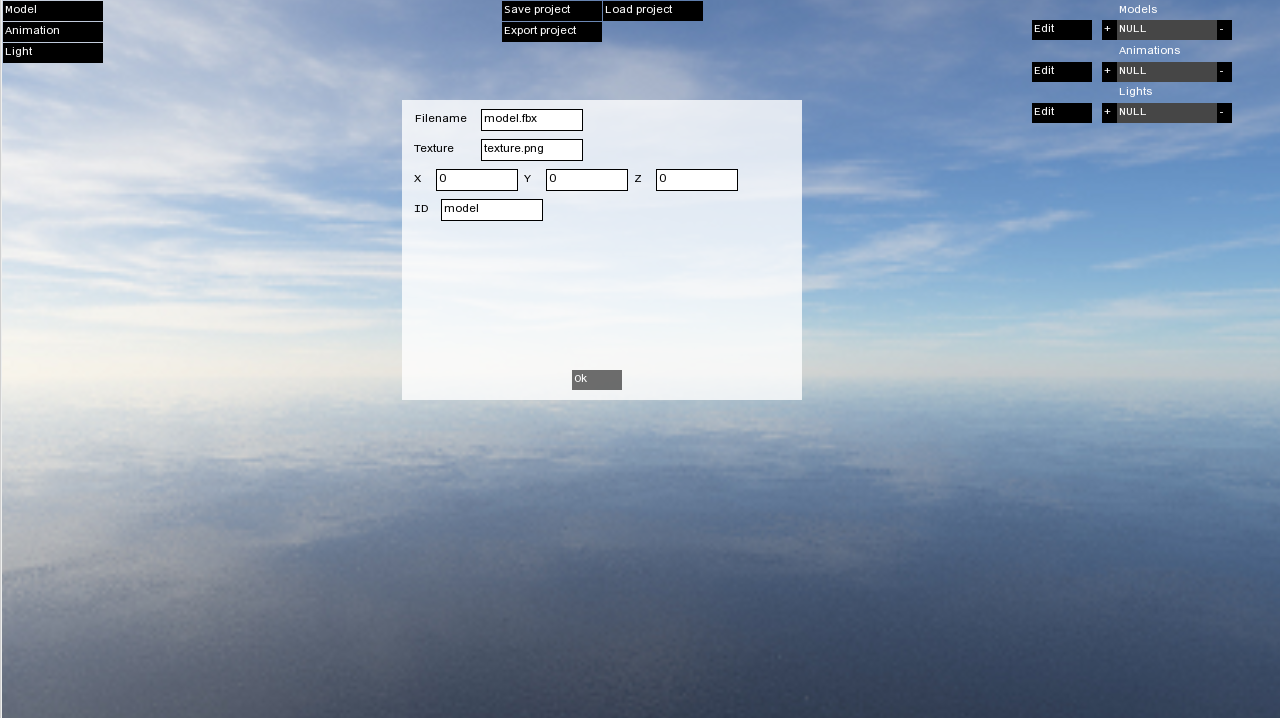 Model
Animation
Light
Save project Load project
Export project
Models
Edit + NULL -
Animations
Edit + NULL -
Lights
Edit + NULL -
Filename model.fbx
Texture texture.png
X 0 Y 0 Z 0
ID model
Ok